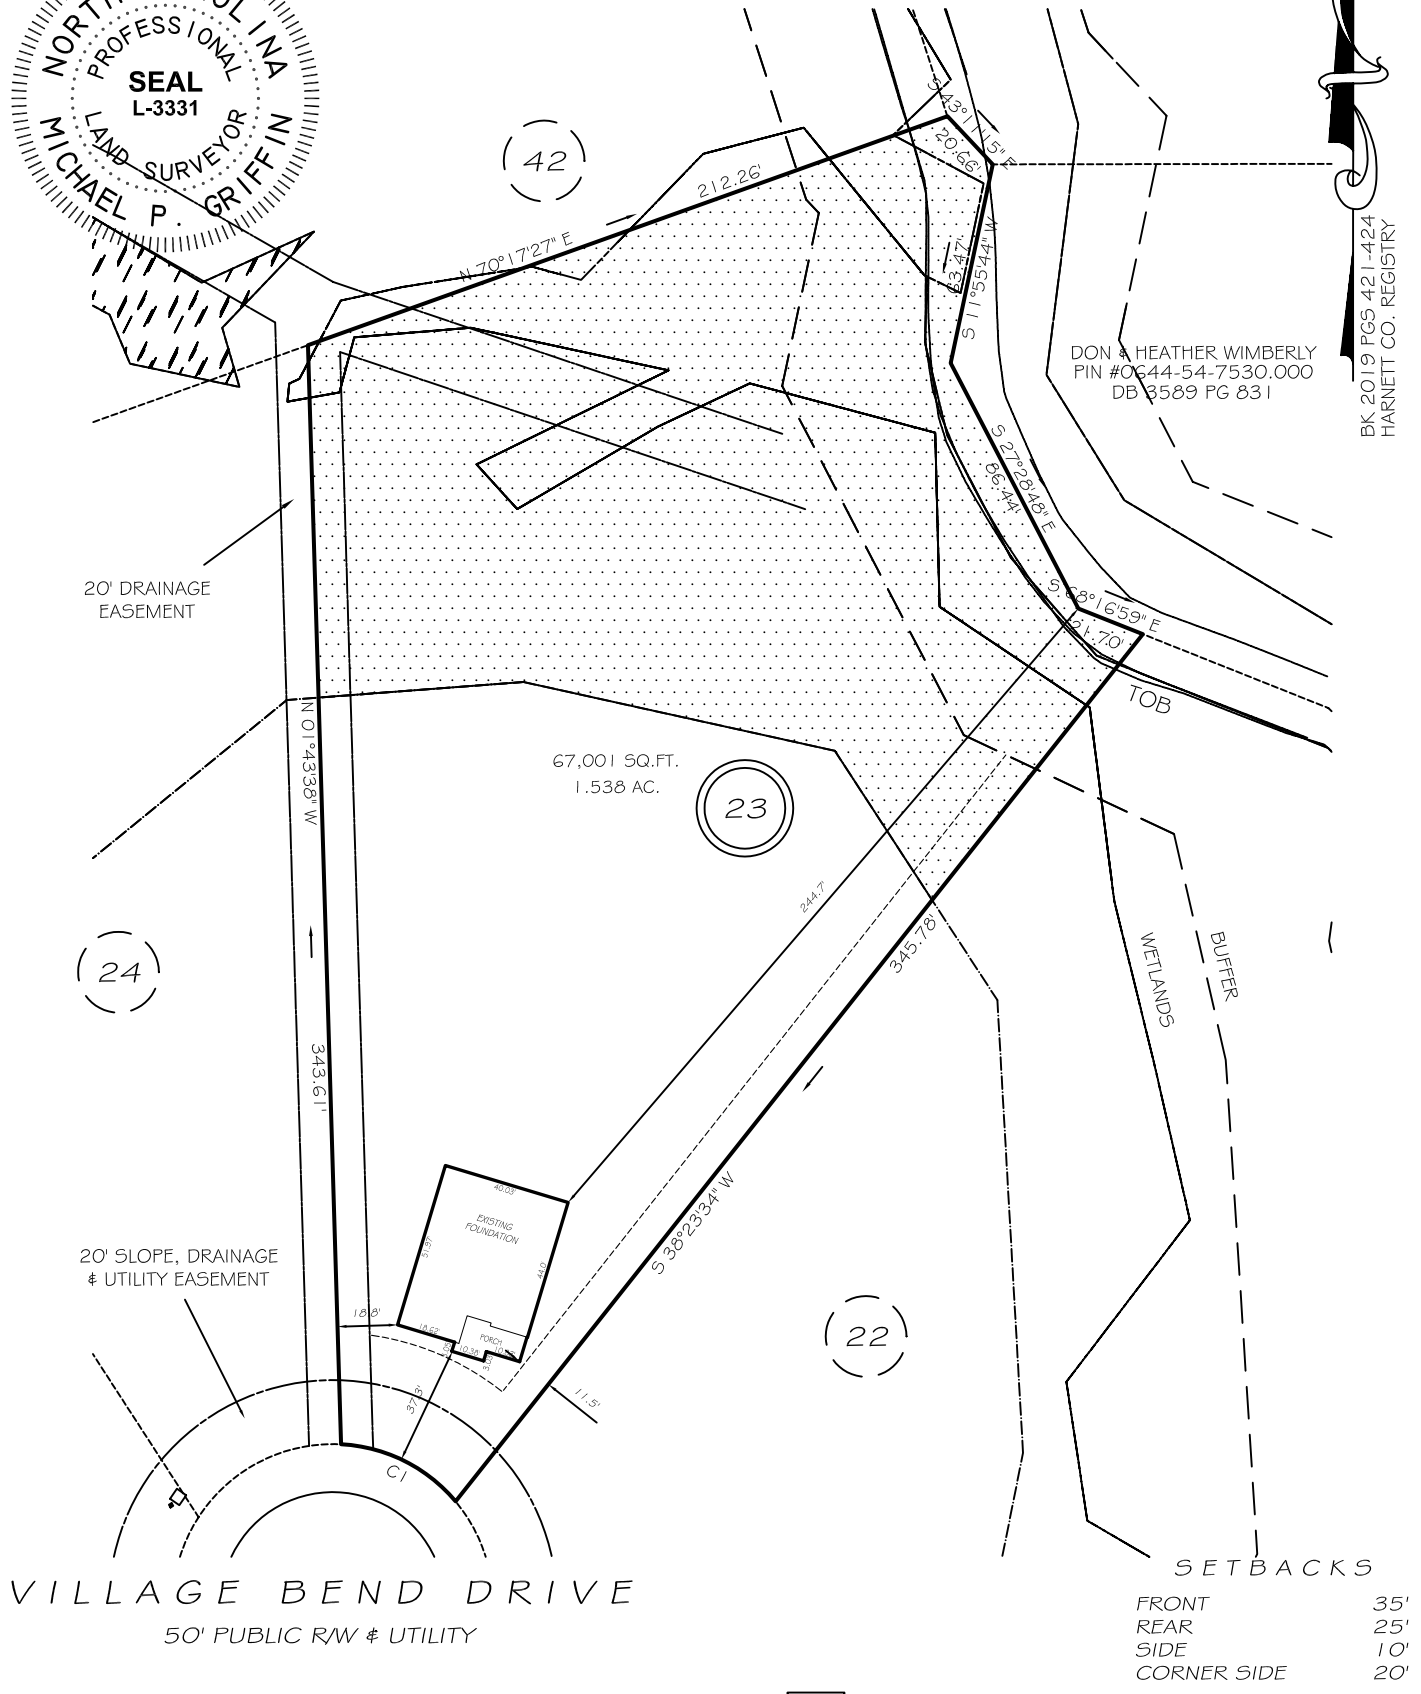 NORTH
PROFESSIONAL
SEAL
L-3331
LAND SURVEYOR
MICHAEL P. GRIFFIN
42
S 43°11'15" E
20.66'
212.26'
N 70°17'27" E
63.47'
S 11°55'44" W
BK 2019 PGS 421-424
HARNETT CO. REGISTRY
DON & HEATHER WIMBERLY
PIN #0644-54-7530.000
DB 3589 PG 831
S 27°28'48" E
86.44'
20' DRAINAGE
EASEMENT
S 68°16'59" E
21.70'
TOB
N 01°43'38" W
67,001 SQ.FT.
1.538 AC.
23
244.7'
345.78'
WETLANDS
BUFFER
24
343.61'
S 38°23'34" W
40.03'
EXISTING
FOUNDATION
51.97'
44.0
20' SLOPE, DRAINAGE
& UTILITY EASEMENT
18.8'
18.62'
PORCH
10.36'
22
37.3'
11.5'
C1
VILLAGE BEND DRIVE
50' PUBLIC R/W & UTILITY
SETBACKS
FRONT 35'
REAR 25'
SIDE 10'
CORNER SIDE 20'